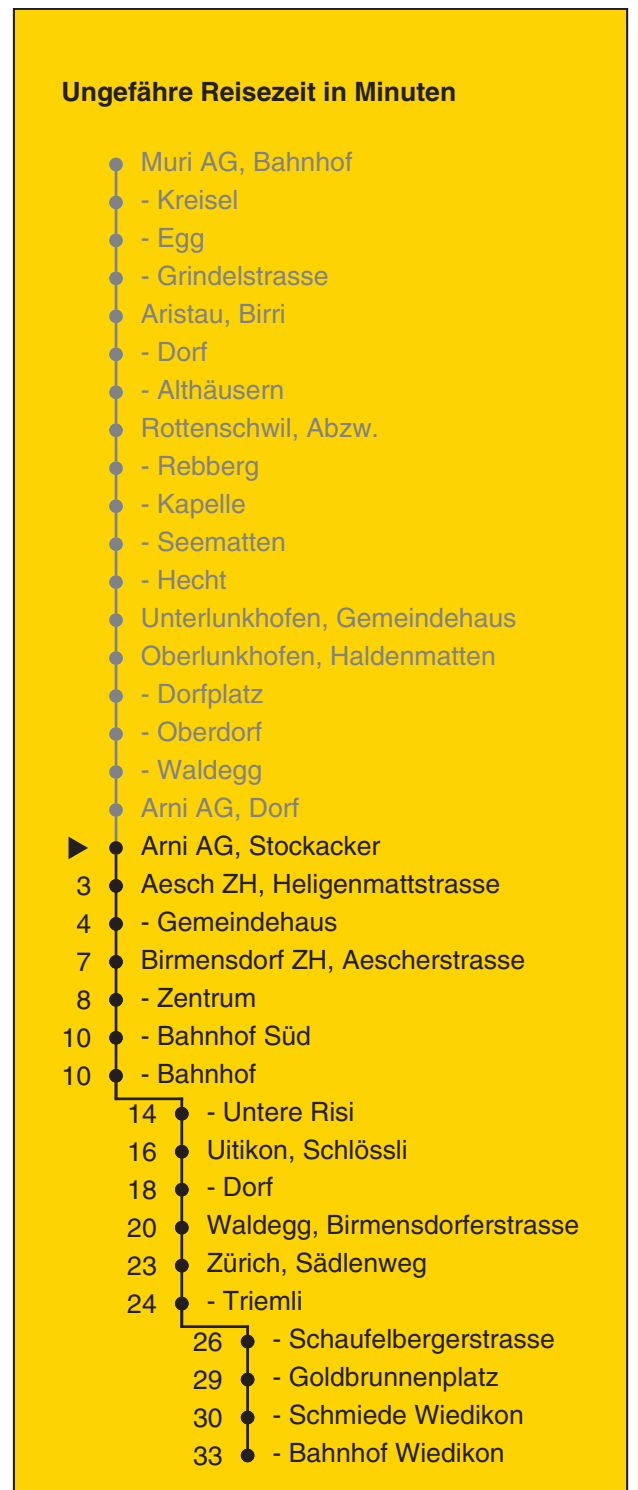 Ungefähre Reisezeit in Minuten
Muri AG, Bahnhof
- Kreisel
- Egg
- Grindelstrasse
Aristau, Birri
- Dorf
- Althäusern
Rottenschwil, Abzw.
- Rebberg
- Kapelle
- Seematten
- Hecht
Unterlunkhofen, Gemeindehaus
Oberlunkhofen, Haldenmatten
- Dorfplatz
- Oberdorf
- Waldegg
Arni AG, Dorf
Arni AG, Stockacker
3 Aesch ZH, Heligenmattstrasse
4 - Gemeindehaus
7 Birmensdorf ZH, Aescherstrasse
8 - Zentrum
10 - Bahnhof Süd
10 - Bahnhof
14 - Untere Risi
16 Uitikon, Schlössli
18 - Dorf
20 Waldegg, Birmensdorferstrasse
23 Zürich, Sädlenweg
24 - Triemli
26 - Schaufelbergerstrasse
29 - Goldbrunnenplatz
30 - Schmiede Wiedikon
33 - Bahnhof Wiedikon